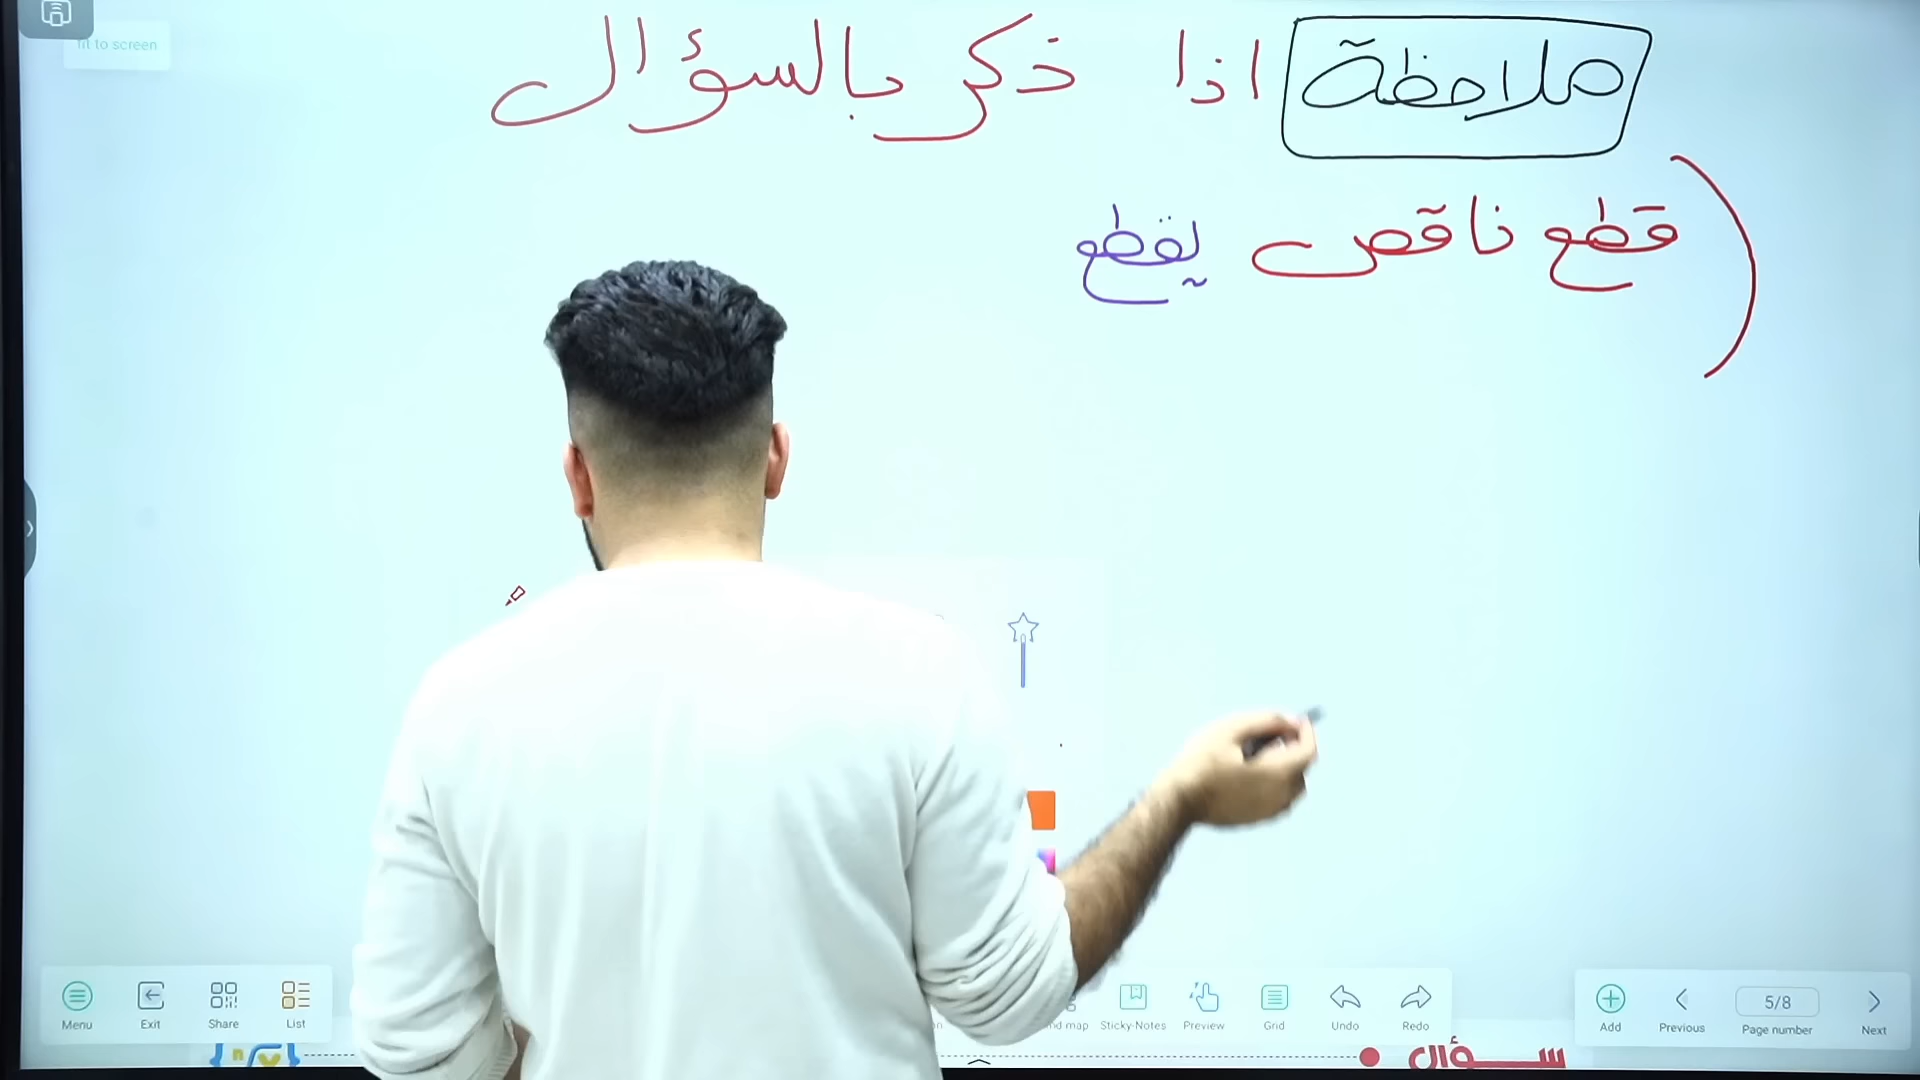 fit to screen
ملاحظة اذا ذكر بالسؤال
قطع ناقص يقطع
Menu Exit Share List
Sticky-Notes Preview Grid Undo Redo
Add Previous 5/8 Page number Next
سؤال